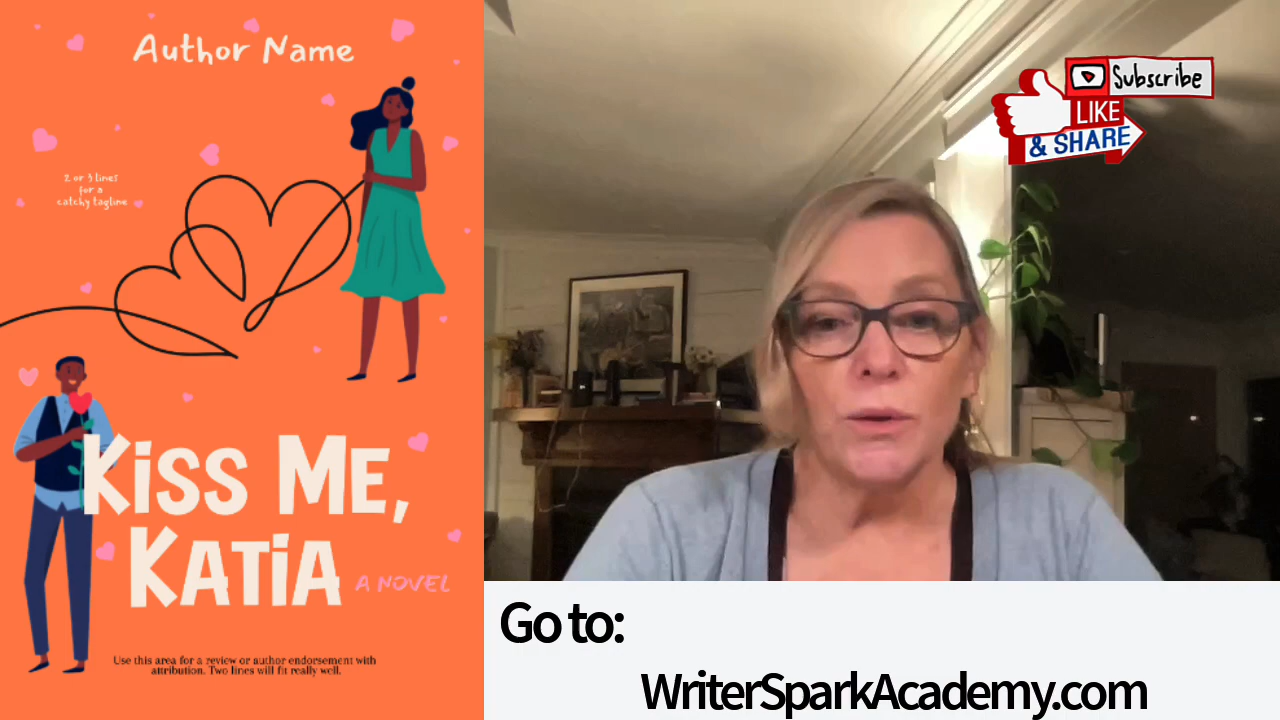 Author Name
2 or 3 lines
for a
catchy tagline
KISS ME,
KATIA
A NOVEL
Use this area for a review or author endorsement with
attribution. Two lines will fit really well.
Subscribe
LIKE
& SHARE
Go to:
WriterSparkAcademy.com